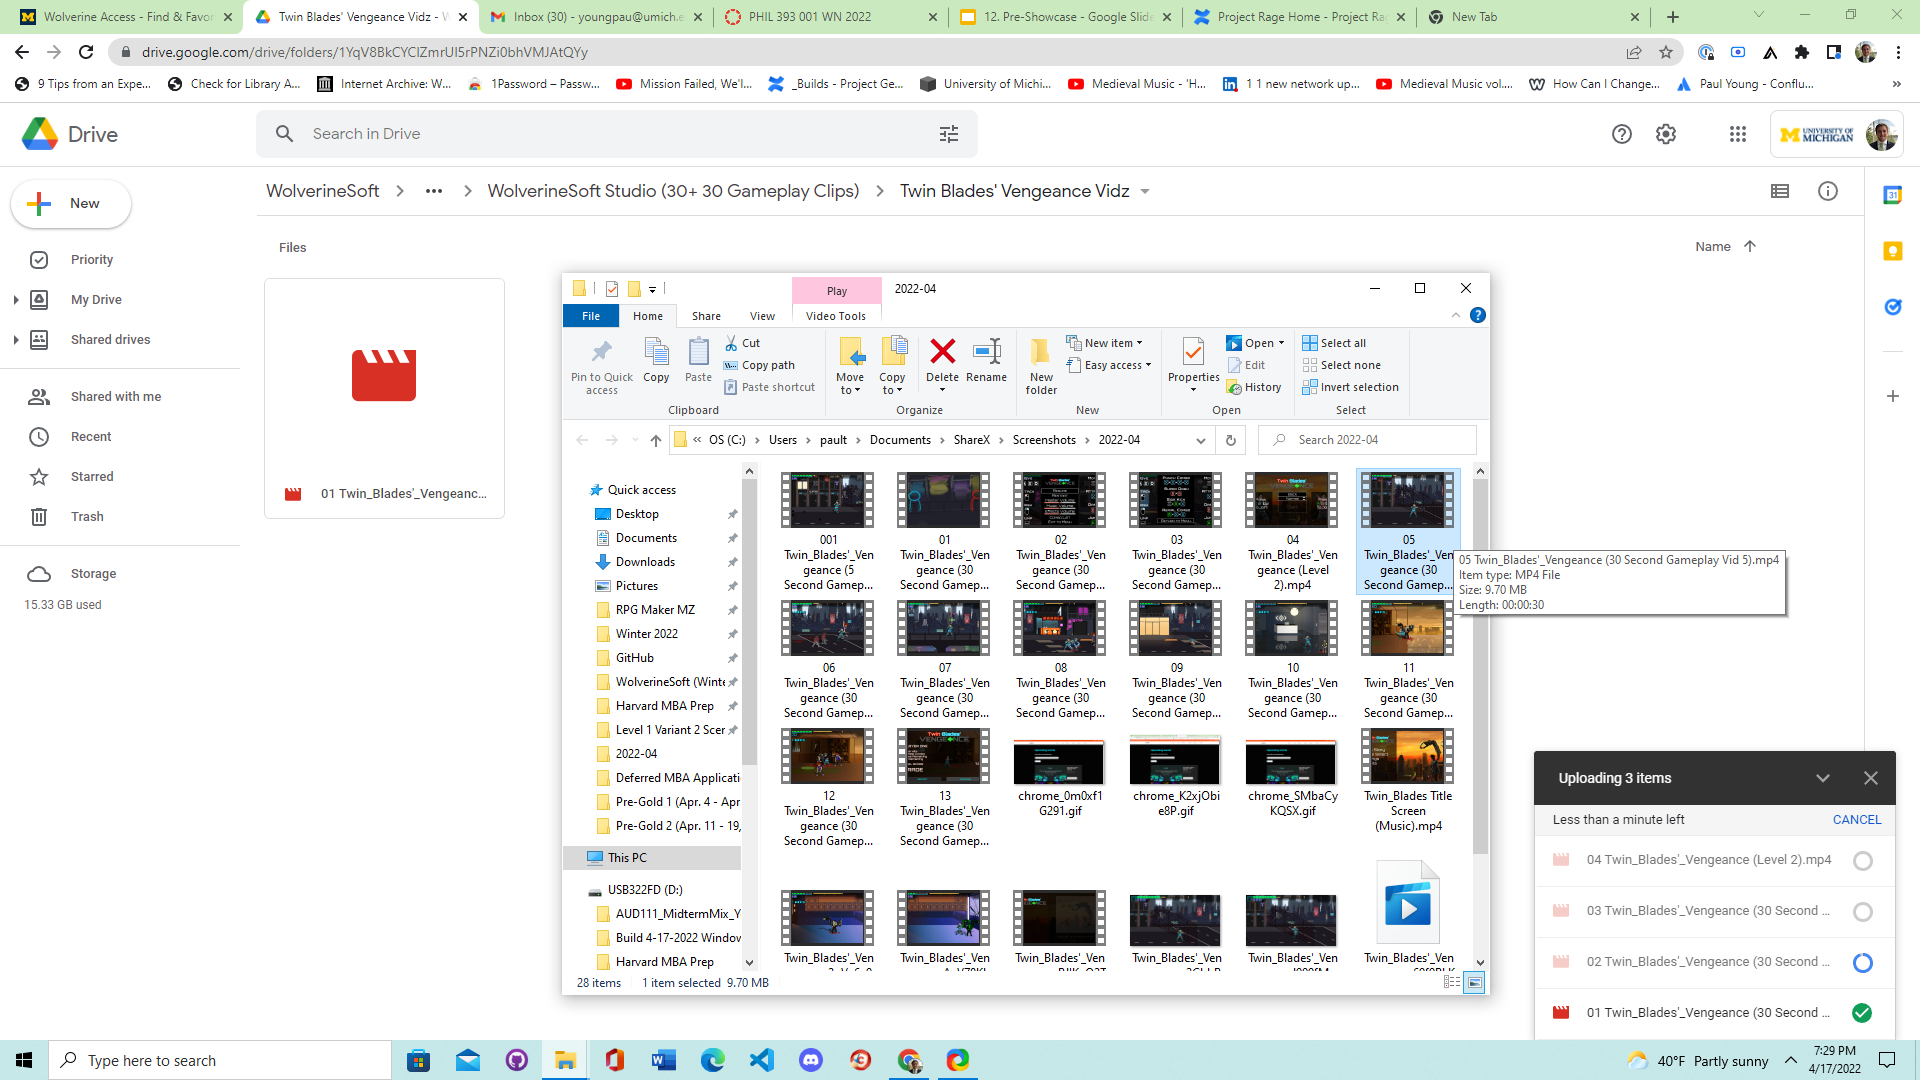 Wolverine Access - Find & Favor
Twin Blades' Vengeance Vidz - W
Inbox (30) - youngpau@umich.e
PHIL 393 001 WN 2022
12. Pre-Showcase - Google Slide
Project Rage Home - Project Ra
New Tab
drive.google.com/drive/folders/1YqV8BkCYClZmrUI5rPNZi0bhVMJAtQYy
9 Tips from an Expe...
Check for Library A...
Internet Archive: W...
1Password – Passw...
Mission Failed, We'l...
_Builds - Project Ge...
University of Michi...
Medieval Music - 'H...
1 1 new network up...
Medieval Music vol....
How Can I Change...
Paul Young - Conflu...
Drive
Search in Drive
UNIVERSITY OF MICHIGAN
New
WolverineSoft
WolverineSoft Studio (30+ 30 Gameplay Clips)
Twin Blades' Vengeance Vidz
Files
Name
Priority
My Drive
Shared drives
Shared with me
Recent
Starred
Trash
Storage
15.33 GB used
01 Twin_Blades'_Vengeanc...
Play
2022-04
File
Home
Share
View
Video Tools
Pin to Quick access
Copy
Paste
Cut
Copy path
Paste shortcut
Clipboard
Move to
Copy to
Delete
Rename
Organize
New folder
New item
Easy access
New
Properties
Open
Edit
History
Open
Select all
Select none
Invert selection
Select
« OS (C:) > Users > pault > Documents > ShareX > Screenshots > 2022-04
Search 2022-04
Quick access
Desktop
Documents
Downloads
Pictures
RPG Maker MZ
Winter 2022
GitHub
WolverineSoft (Winte
Harvard MBA Prep
Level 1 Variant 2 Scer
2022-04
Deferred MBA Applicati
Pre-Gold 1 (Apr. 4 - Apr
Pre-Gold 2 (Apr. 11 - 19,
This PC
USB322FD (D:)
AUD111_MidtermMix_Y
Build 4-17-2022 Window
Harvard MBA Prep
001 Twin_Blades'_Vengeance (5 Second Gamep...
01 Twin_Blades'_Vengeance (30 Second Gamep...
02 Twin_Blades'_Vengeance (30 Second Gamep...
03 Twin_Blades'_Vengeance (30 Second Gamep...
04 Twin_Blades'_Vengeance (Level 2).mp4
05 Twin_Blades'_Vengeance (30 Second Gamep...
05 Twin_Blades'_Vengeance (30 Second Gameplay Vid 5).mp4
Item type: MP4 File
Size: 9.70 MB
Length: 00:00:30
06 Twin_Blades'_Vengeance (30 Second Gamep...
07 Twin_Blades'_Vengeance (30 Second Gamep...
08 Twin_Blades'_Vengeance (30 Second Gamep...
09 Twin_Blades'_Vengeance (30 Second Gamep...
10 Twin_Blades'_Vengeance (30 Second Gamep...
11 Twin_Blades'_Vengeance (30 Second Gamep...
12 Twin_Blades'_Vengeance (30 Second Gamep...
13 Twin_Blades'_Vengeance (30 Second Gamep...
chrome_0m0xf1G291.gif
chrome_K2xjObie8P.gif
chrome_SMbaCyKQSX.gif
Twin_Blades Title Screen (Music).mp4
Twin_Blades'_Ven
Twin_Blades'_Ven
Twin_Blades'_Ven
Twin_Blades'_Ven
Twin_Blades'_Ven
Twin_Blades'_Ven
28 items
1 item selected 9.70 MB
Uploading 3 items
Less than a minute left
CANCEL
04 Twin_Blades'_Vengeance (Level 2).mp4
03 Twin_Blades'_Vengeance (30 Second ...
02 Twin_Blades'_Vengeance (30 Second ...
01 Twin_Blades'_Vengeance (30 Second ...
Type here to search
40°F Partly sunny
7:29 PM
4/17/2022